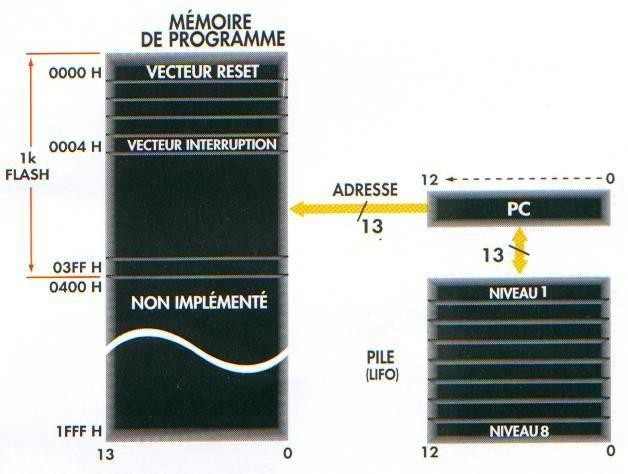 MÉMOIRE
DE PROGRAMME
0000 H
VECTEUR RESET
0004 H
VECTEUR INTERRUPTION
1k
FLASH
03FF H
0400 H
NON IMPLÉMENTÉ
1FFF H
13
0
ADRESSE
13
12
0
PC
13
NIVEAU 1
PILE
(LIFO)
NIVEAU 8
12
0